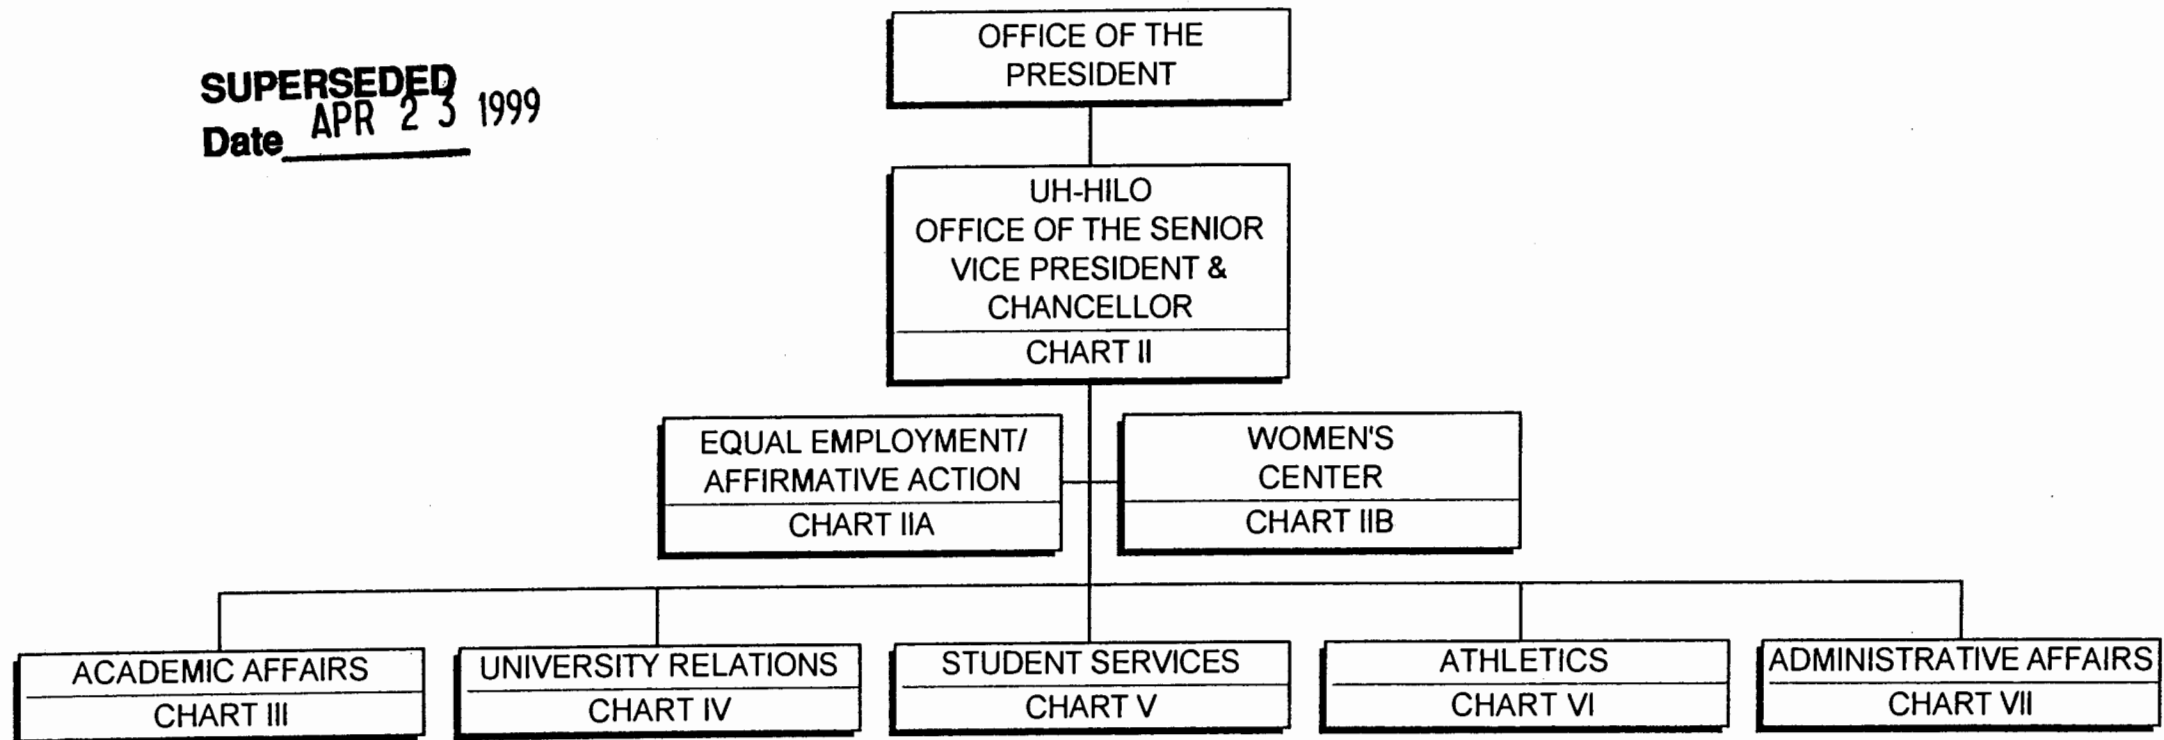 SUPERSEDED
Date APR 23 1999
OFFICE OF THE
PRESIDENT
UH-HILO
OFFICE OF THE SENIOR
VICE PRESIDENT &
CHANCELLOR
CHART II
EQUAL EMPLOYMENT/
AFFIRMATIVE ACTION
CHART IIA
WOMEN'S
CENTER
CHART IIB
ACADEMIC AFFAIRS
CHART III
UNIVERSITY RELATIONS
CHART IV
STUDENT SERVICES
CHART V
ATHLETICS
CHART VI
ADMINISTRATIVE AFFAIRS
CHART VII